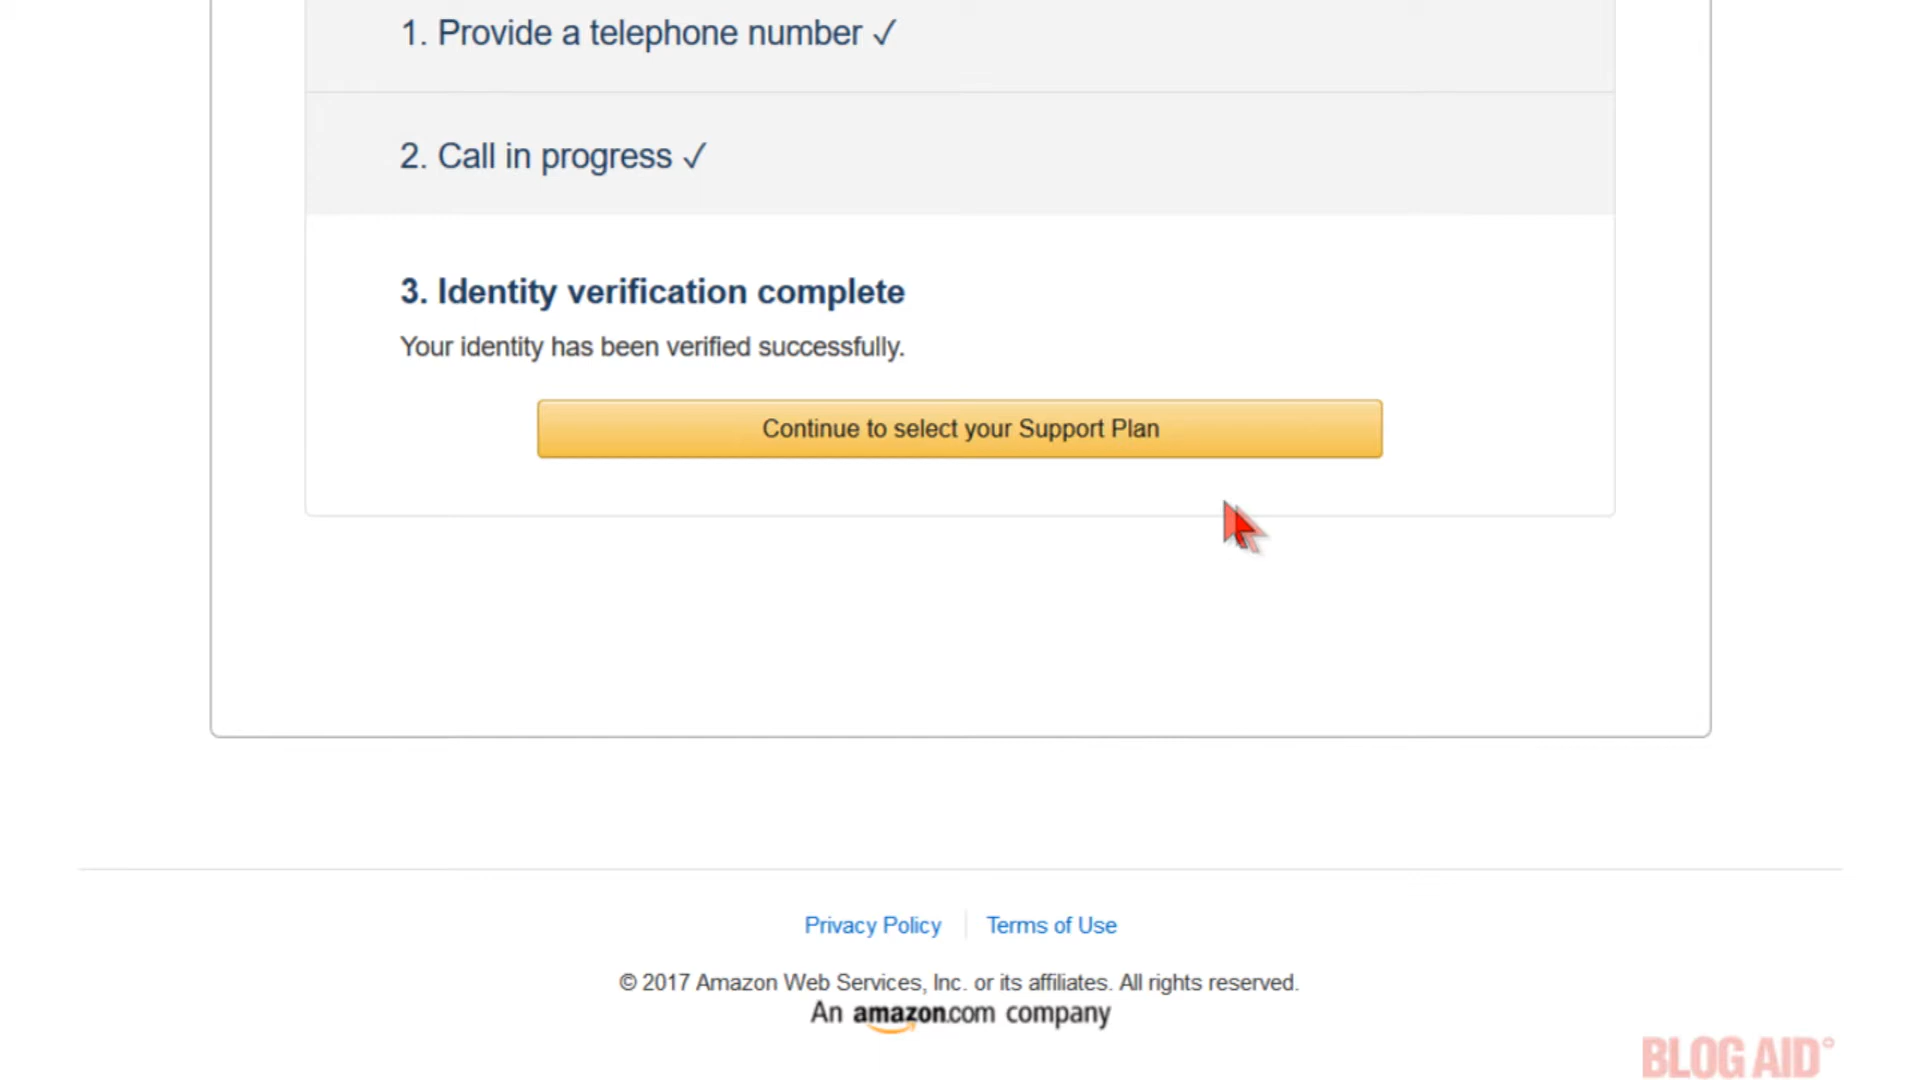 1. Provide a telephone number ✓
2. Call in progress ✓
3. Identity verification complete
Your identity has been verified successfully.
Continue to select your Support Plan
Privacy Policy
Terms of Use
© 2017 Amazon Web Services, Inc. or its affiliates. All rights reserved.
An amazon.com company
BLOG AID